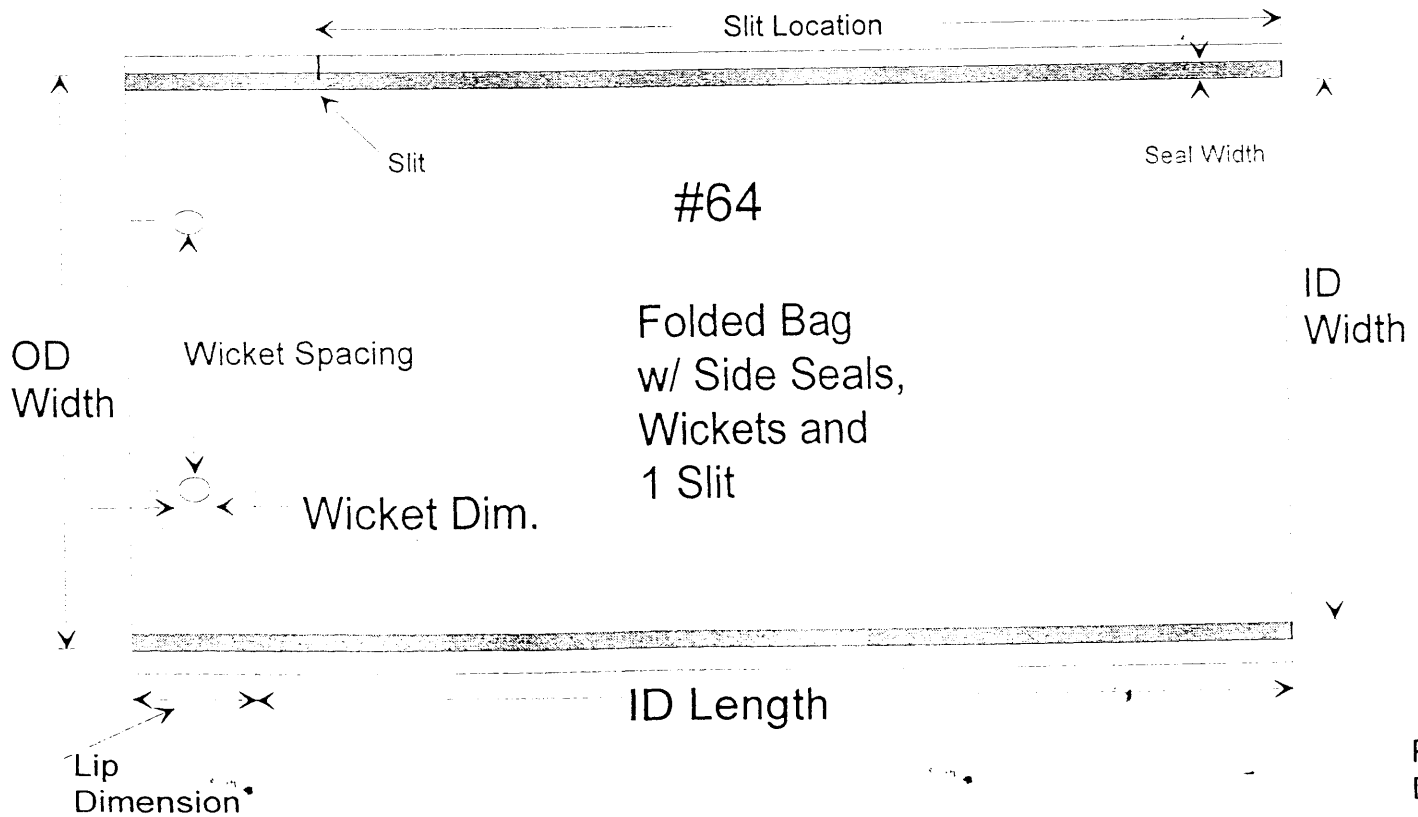 Slit Location
Slit
Seal Width
#64
OD
Width
Wicket Spacing
Folded Bag
w/ Side Seals,
Wickets and
1 Slit
ID
Width
Wicket Dim.
ID Length
Lip
Dimension